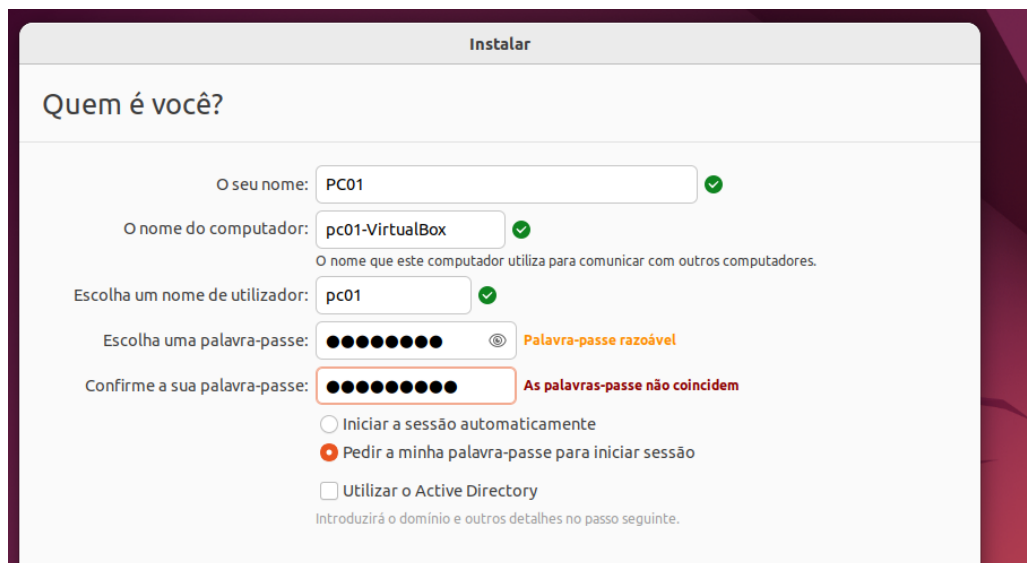 Instalar
Quem é você?
O seu nome: PC01
O nome do computador: pc01-VirtualBox
O nome que este computador utiliza para comunicar com outros computadores.
Escolha um nome de utilizador: pc01
Escolha uma palavra-passe: ●●●●●●●● Palavra-passe razoável
Confirme a sua palavra-passe: ●●●●●●●●● As palavras-passe não coincidem
Iniciar a sessão automaticamente
Pedir a minha palavra-passe para iniciar sessão
Utilizar o Active Directory
Introduzirá o domínio e outros detalhes no passo seguinte.